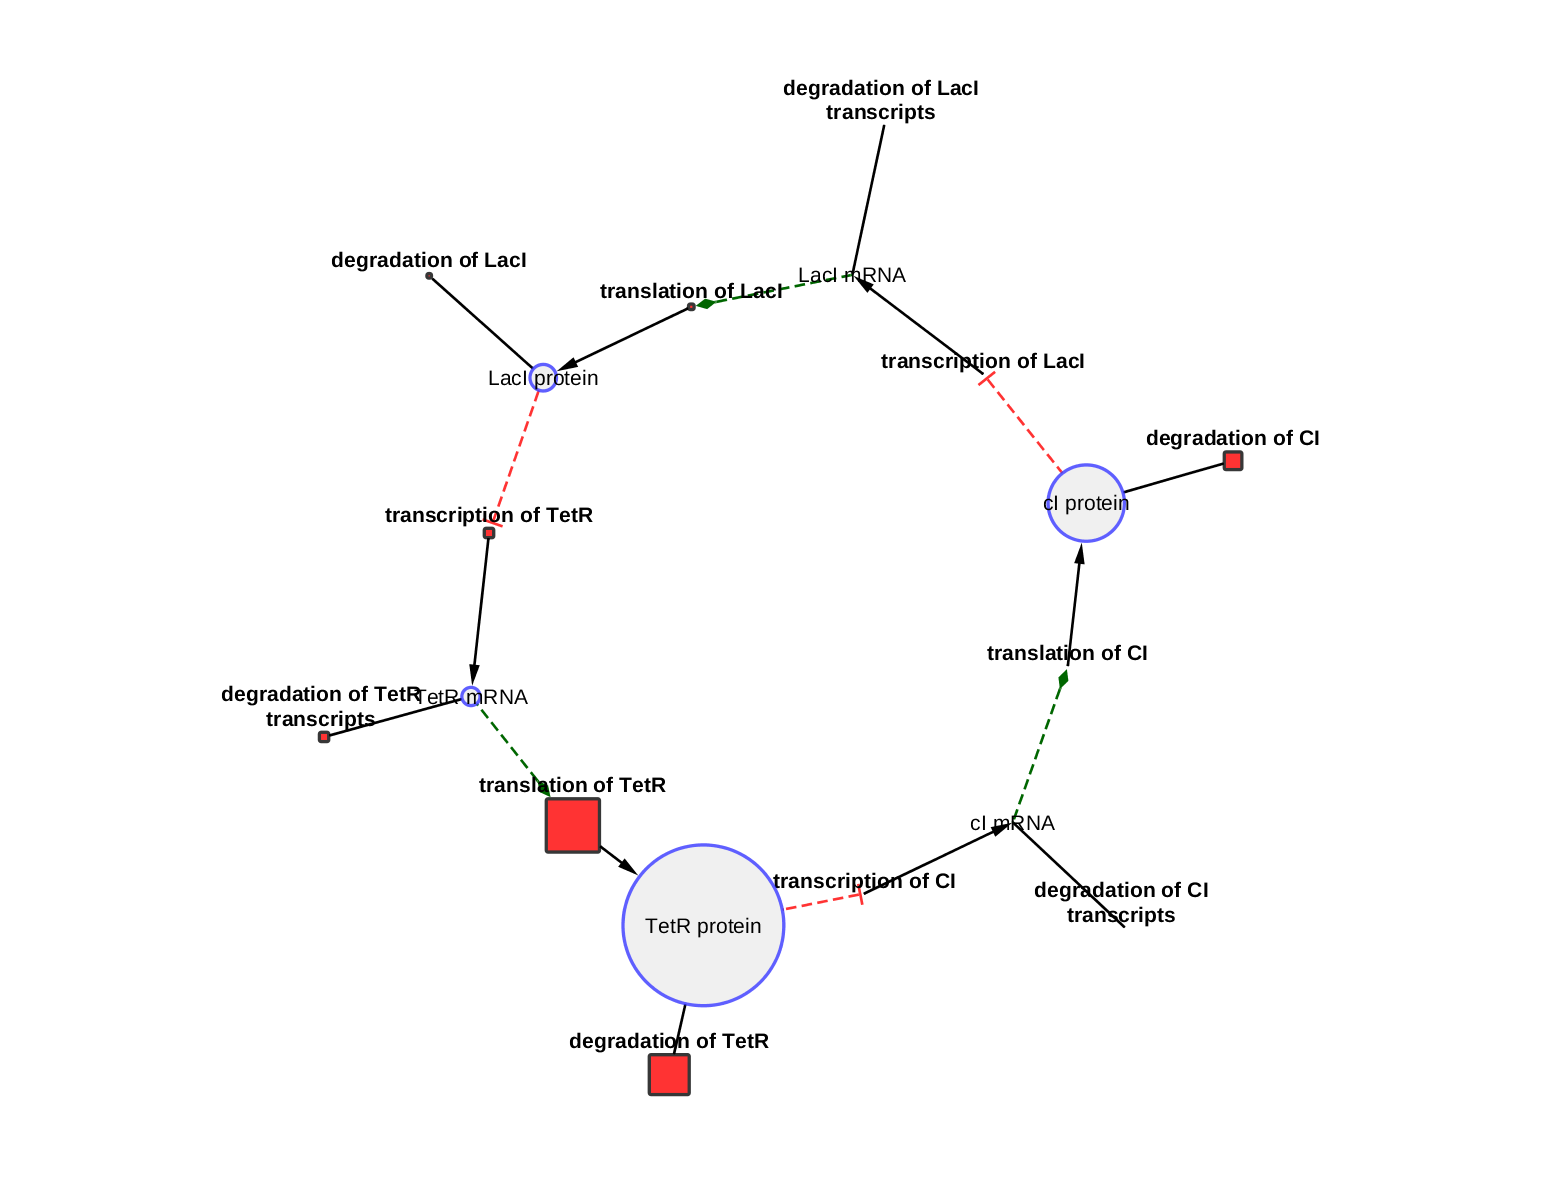 degradation of LacI
transcripts
degradation of LacI
LacI mRNA
translation of LacI
transcription of LacI
LacI protein
degradation of CI
cI protein
transcription of TetR
translation of CI
degradation of TetR
transcripts
TetR mRNA
translation of TetR
cI mRNA
transcription of CI
degradation of CI
transcripts
TetR protein
degradation of TetR